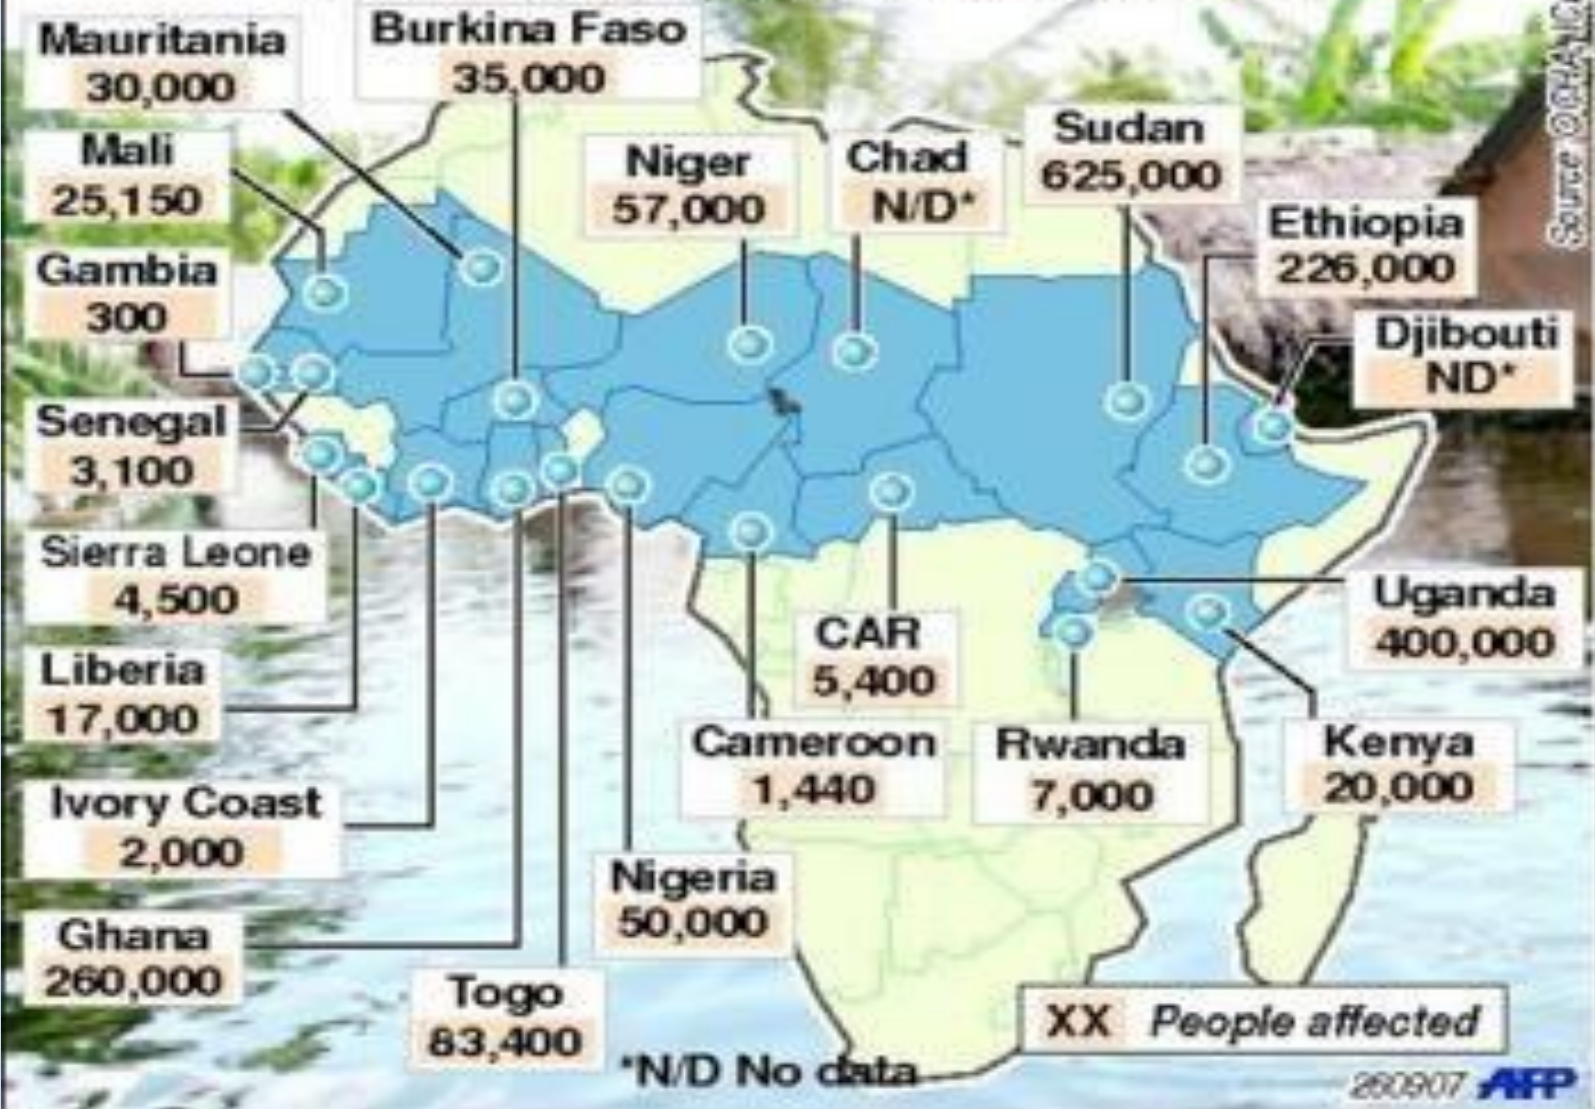 Mauritania
30,000
Burkina Faso
35,000
Mali
25,150
Niger
57,000
Chad
N/D*
Sudan
625,000
Gambia
300
Ethiopia
226,000
Djibouti
ND*
Senegal
3,100
Sierra Leone
4,500
Uganda
400,000
CAR
5,400
Liberia
17,000
Cameroon
1,440
Rwanda
7,000
Kenya
20,000
Ivory Coast
2,000
Nigeria
50,000
Ghana
260,000
Togo
83,400
*N/D No data
XX People affected
260907 AFP
Source